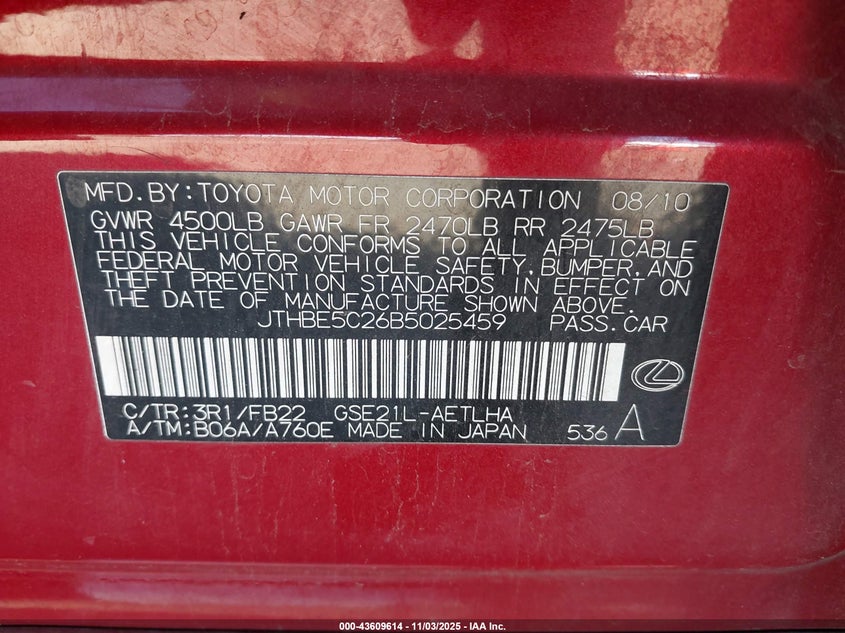 MFD.BY:TOYOTA MOTOR CORPORATION 08/10
GVWR 4500LB GAWR FR 2470LB RR 2475LB
THIS VEHICLE CONFORMS TO ALL APPLICABLE
FEDERAL MOTOR VEHICLE SAFETY,BUMPER,AND
THEFT PREVENTION STANDARDS IN EFFECT ON
THE DATE OF MANUFACTURE SHOWN ABOVE.
JTHBE5C26B5025459 PASS.CAR
C/TR:3R1/FB22 GSE21L-AETLHA
A/TM:B06A/A760E MADE IN JAPAN 536 A
000-43609614 - 11/03/2025 - IAA Inc.